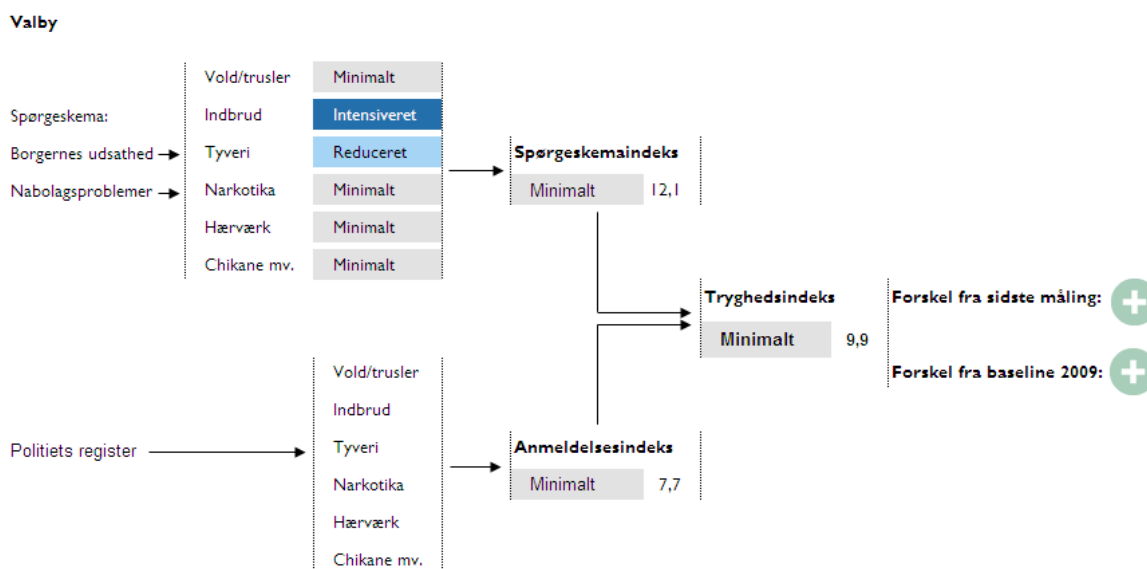 Valby
Vold/trusler Minimalt
Spørgeskema: Indbrud Intensiveret
Borgernes udsathed Tyveri Reduceret Spørgeskemaindeks
Nabolagsproblemer Narkotika Minimalt Minimalt 12,1
Hærværk Minimalt
Chikane mv. Minimalt
Tryghedsindeks Forskel fra sidste måling:
Minimalt 9,9
Vold/trusler Forskel fra baseline 2009:
Indbrud
Politiets register Tyveri Anmeldelsesindeks
Narkotika Minimalt 7,7
Hærværk
Chikane mv.